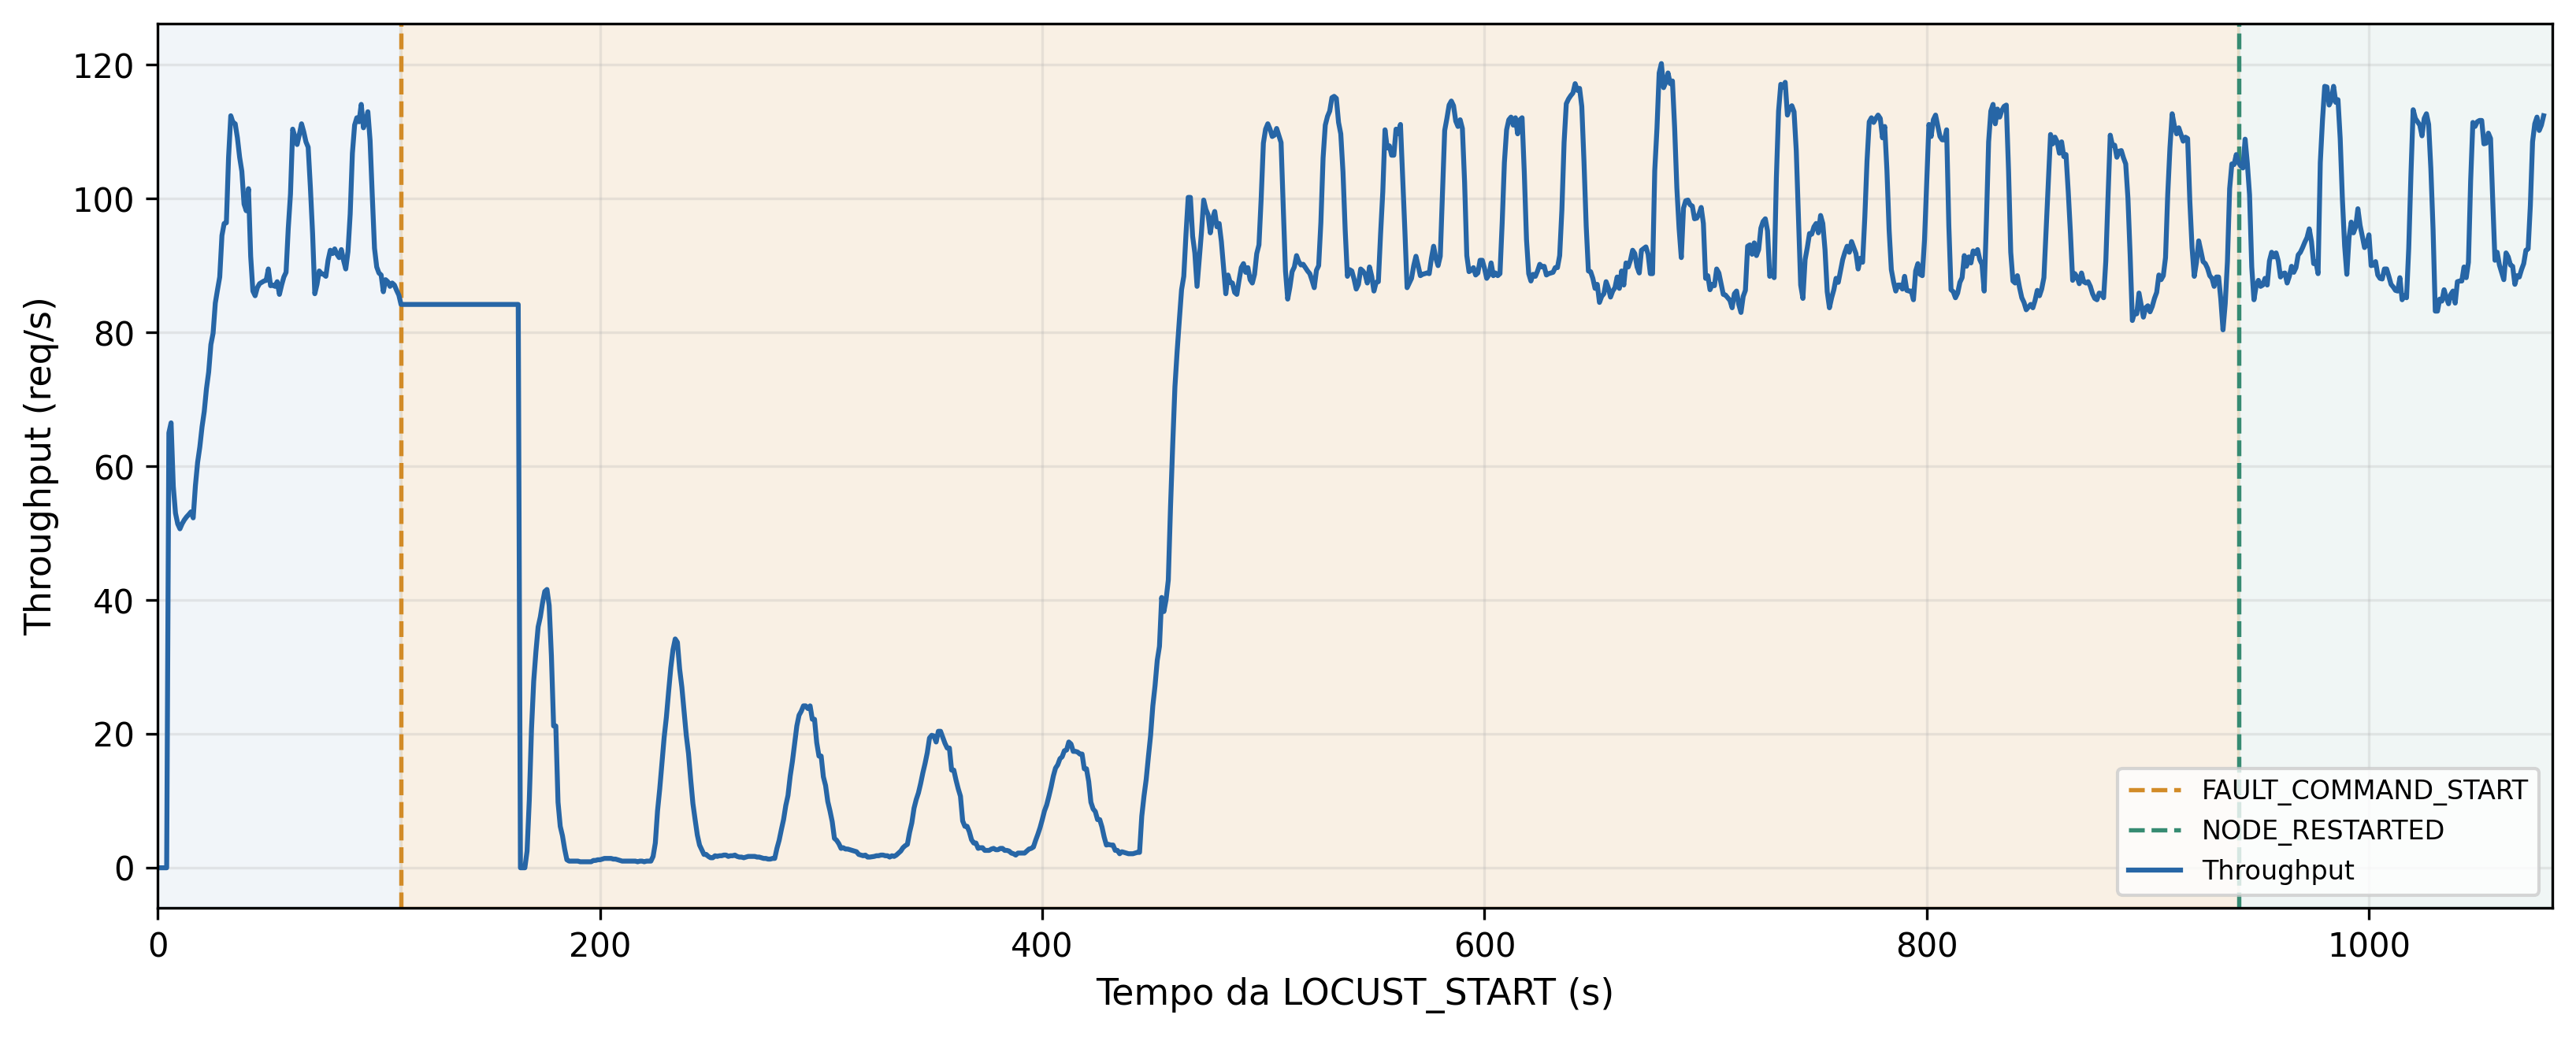 Throughput (req/s)
120
100
80
60
40
20
0
0 200 400 600 800 1000
Tempo da LOCUST_START (s)
FAULT_COMMAND_START
NODE_RESTARTED
Throughput